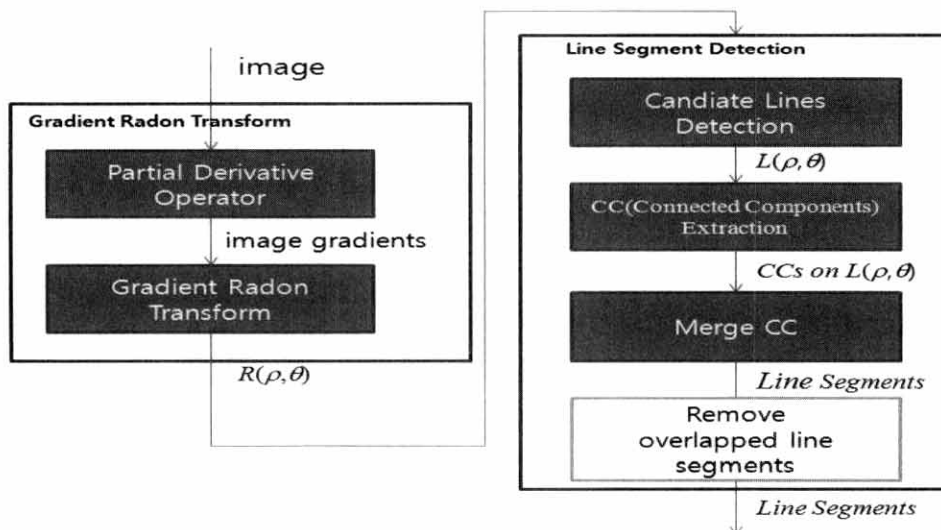 image
Gradient Radon Transform
Partial Derivative
Operator
image gradients
Gradient Radon
Transform
R(ρ,θ)
Line Segment Detection
Candiate Lines
Detection
L(ρ,θ)
CC(Connected Components)
Extraction
CCs on L(ρ,θ)
Merge CC
Line Segments
Remove
overlapped line
segments
Line Segments